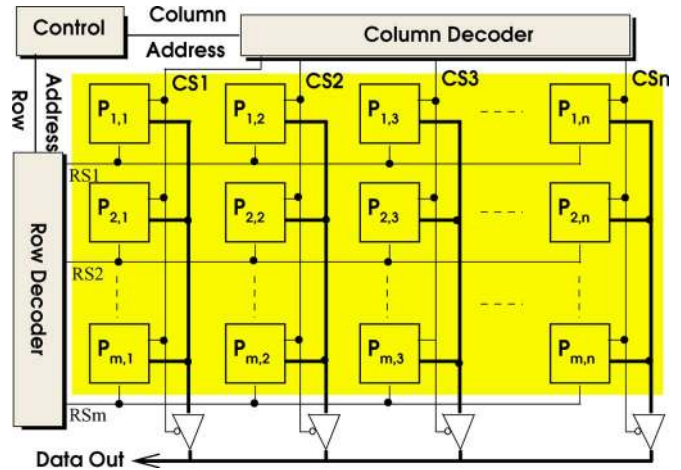 Control
Column
Address
Column Decoder
Row
Address
CS1
CS2
CS3
CSn
P1,1
P1,2
P1,3
P1,n
RS1
Row Decoder
P2,1
P2,2
P2,3
P2,n
RS2
Pm,1
Pm,2
Pm,3
Pm,n
RSm
Data Out